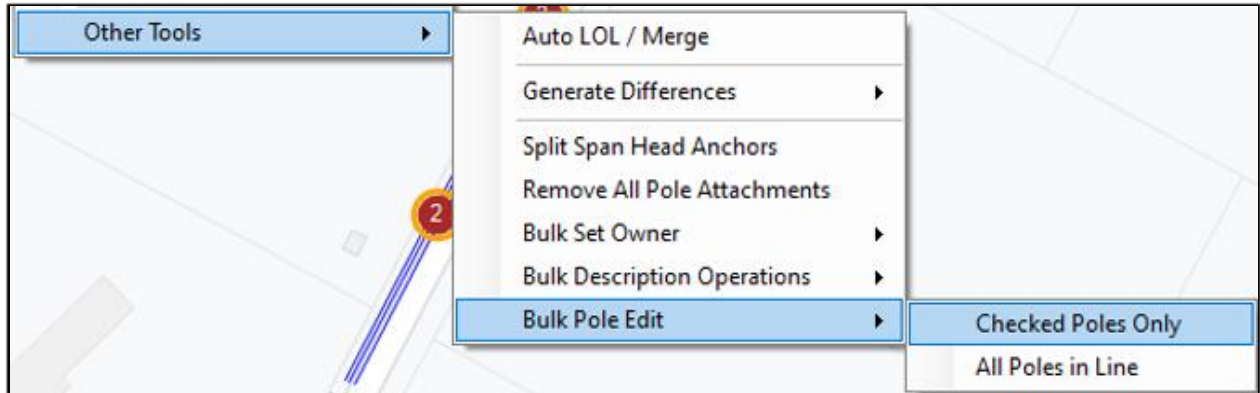 Other Tools
Auto LOL / Merge
Generate Differences
Split Span Head Anchors
Remove All Pole Attachments
2
Bulk Set Owner
Bulk Description Operations
Bulk Pole Edit
Checked Poles Only
All Poles in Line